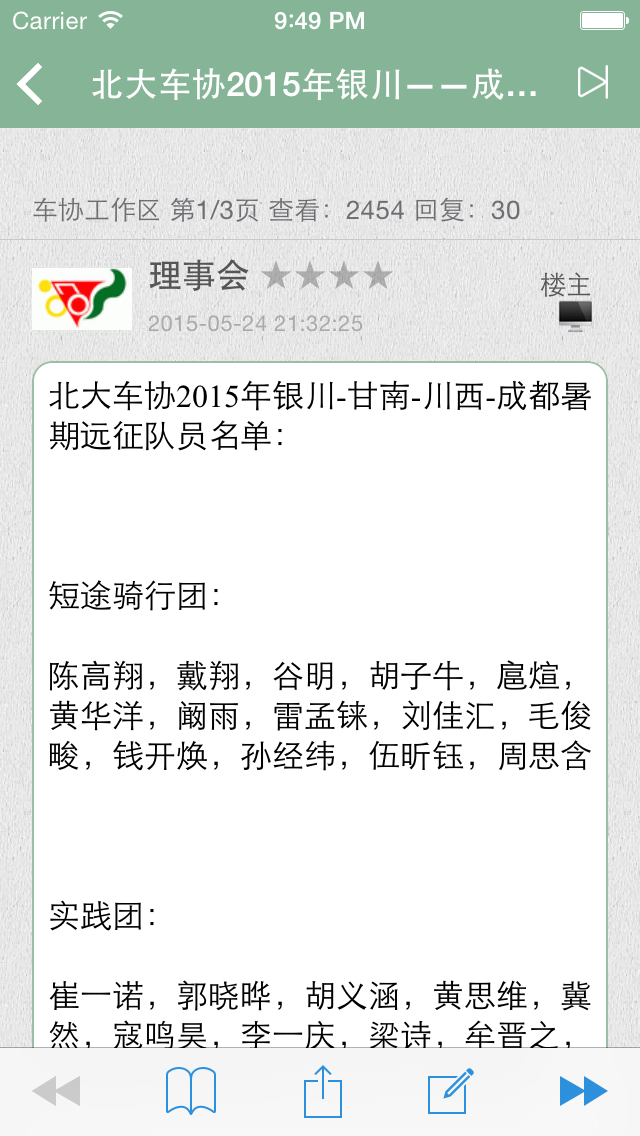 Carrier 9:49 PM
北大车协2015年银川——成...
车协工作区 第1/3页 查看：2454 回复：30
理事会
楼主
2015-05-24 21:32:25
北大车协2015年银川-甘南-川西-成都暑
期远征队员名单：
短途骑行团：
陈高翔，戴翔，谷明，胡子牛，扈煊，
黄华洋，阚雨，雷孟铼，刘佳汇，毛俊
畯，钱开焕，孙经纬，伍昕钰，周思含
实践团：
崔一诺，郭晓晔，胡义涵，黄思维，冀
然，寇鸣昊，李一庆，梁诗，牟晋之，